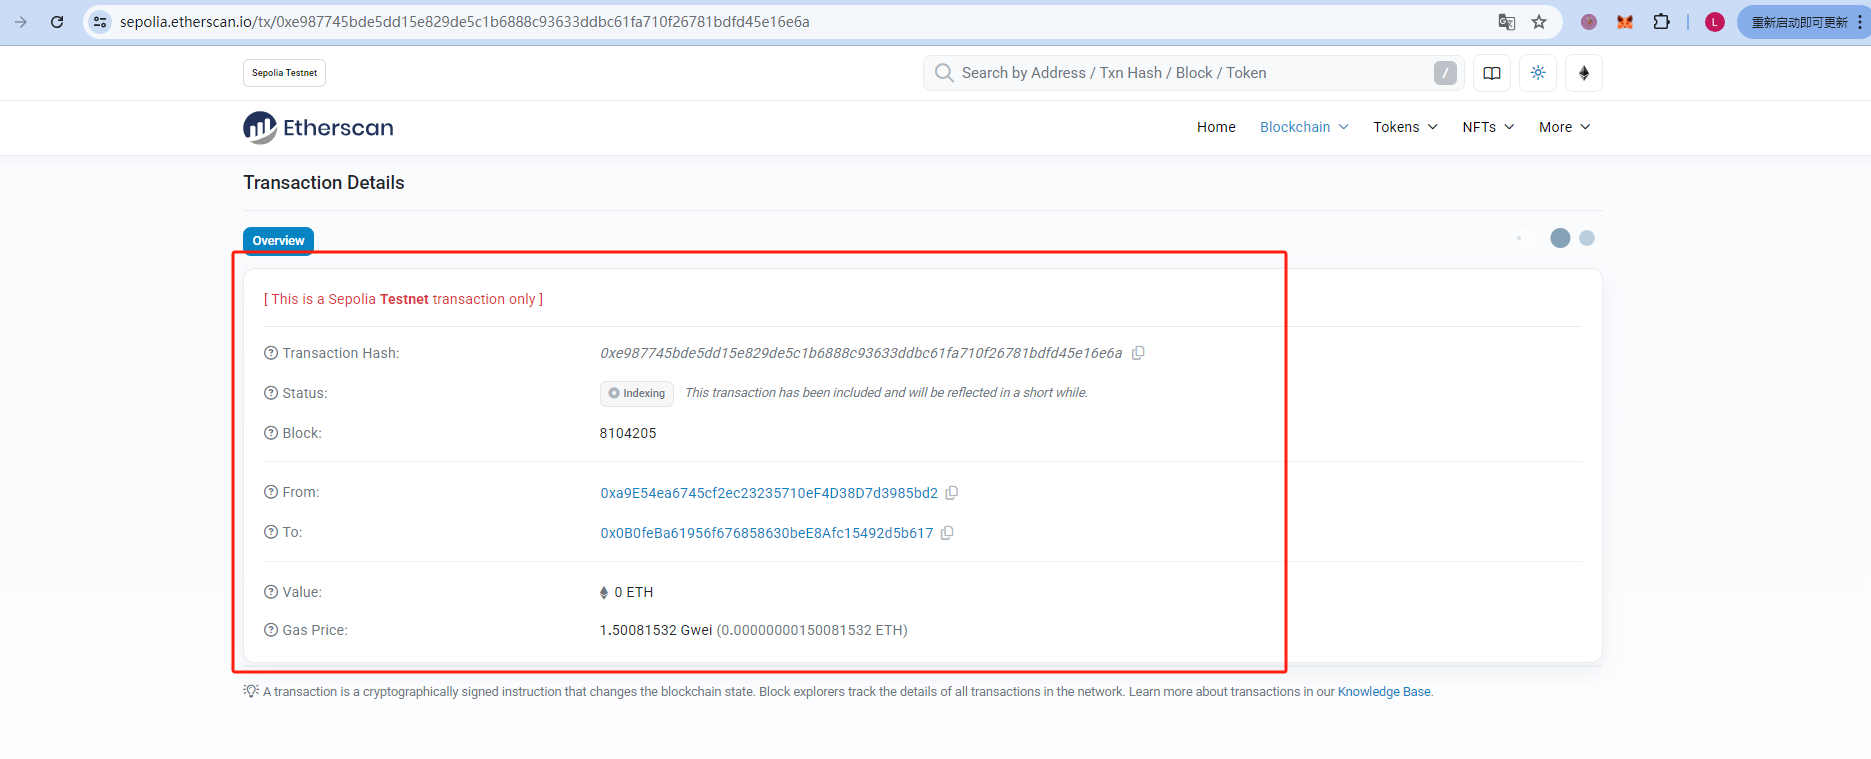 sepolia.etherscan.io/tx/0xe987745bde5dd15e829de5c1b6888c93633ddbc61fa710f26781bdfd45e16e6a
L
重新启动即可更新
Sepolia Testnet
Search by Address / Txn Hash / Block / Token
/
Etherscan
Home
Blockchain
Tokens
NFTs
More
Transaction Details
Overview
[ This is a Sepolia Testnet transaction only ]
Transaction Hash:
0xe987745bde5dd15e829de5c1b6888c93633ddbc61fa710f26781bdfd45e16e6a
Status:
Indexing
This transaction has been included and will be reflected in a short while.
Block:
8104205
From:
0xa9E54ea6745cf2ec23235710eF4D38D7d3985bd2
To:
0x0B0feBa61956f676858630beE8Afc15492d5b617
Value:
0 ETH
Gas Price:
1.50081532 Gwei (0.00000000150081532 ETH)
A transaction is a cryptographically signed instruction that changes the blockchain state. Block explorers track the details of all transactions in the network. Learn more about transactions in our Knowledge Base.